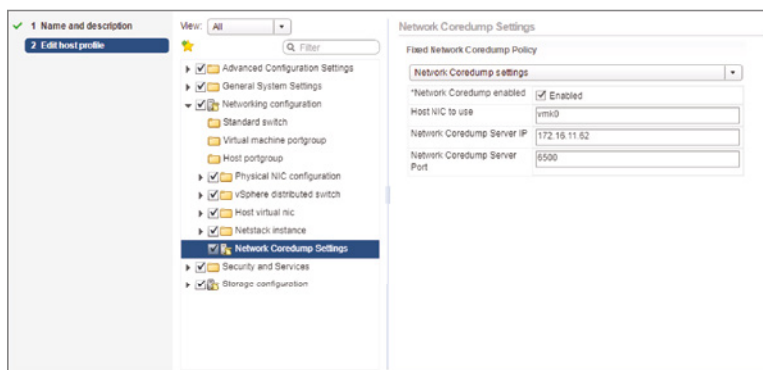 1 Name and description
2 Edit host profile
View: All
Filter
Advanced Configuration Settings
General System Settings
Networking configuration
Standard switch
Virtual machine portgroup
Host portgroup
Physical NIC configuration
vSphere distributed switch
Host virtual nic
Netstack instance
Network Coredump Settings
Security and Services
Storage configuration
Network Coredump Settings
Fixed Network Coredump Policy
Network Coredump settings
*Network Coredump enabled Enabled
Host NIC to use vmk0
Network Coredump Server IP 172.16.11.62
Network Coredump Server
Port 6500